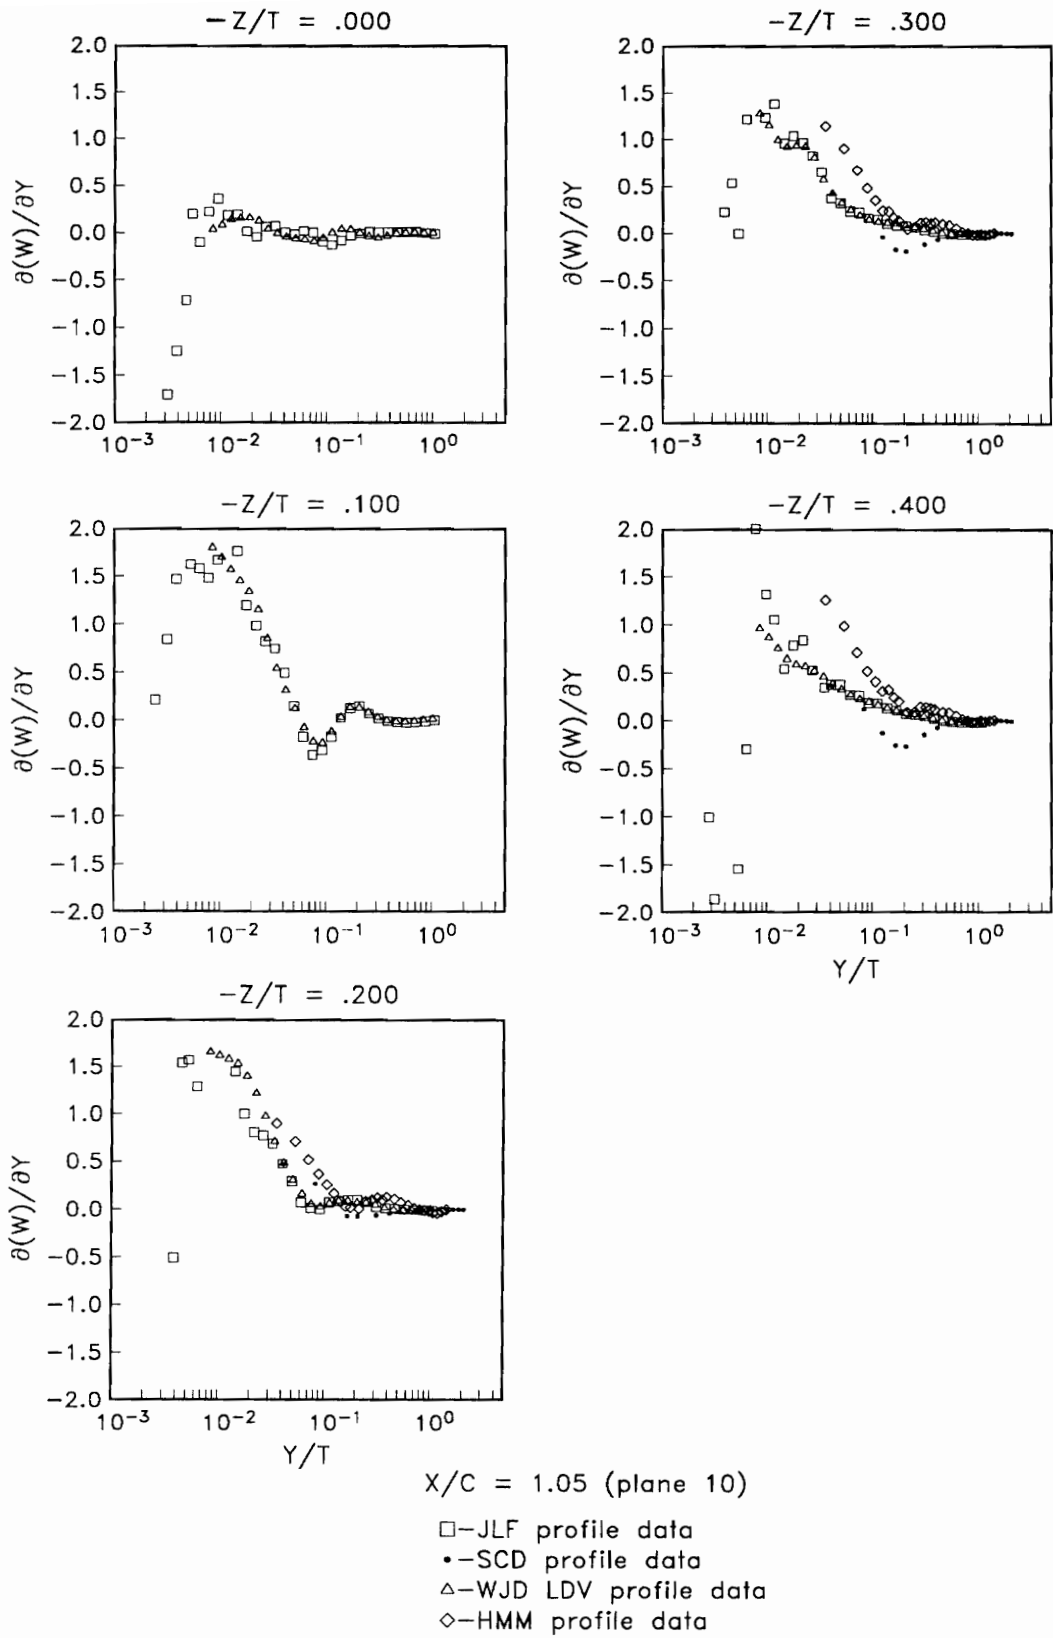 −Z/T = .000
2.0
1.5
1.0
0.5
0.0
−0.5
−1.0
−1.5
−2.0
∂(W)/∂Y
10⁻³ 10⁻² 10⁻¹ 10⁰
−Z/T = .300
2.0
1.5
1.0
0.5
0.0
−0.5
−1.0
−1.5
−2.0
∂(W)/∂Y
10⁻³ 10⁻² 10⁻¹ 10⁰
−Z/T = .100
2.0
1.5
1.0
0.5
0.0
−0.5
−1.0
−1.5
−2.0
∂(W)/∂Y
10⁻³ 10⁻² 10⁻¹ 10⁰
−Z/T = .400
2.0
1.5
1.0
0.5
0.0
−0.5
−1.0
−1.5
−2.0
∂(W)/∂Y
10⁻³ 10⁻² 10⁻¹ 10⁰
Y/T
−Z/T = .200
2.0
1.5
1.0
0.5
0.0
−0.5
−1.0
−1.5
−2.0
∂(W)/∂Y
10⁻³ 10⁻² 10⁻¹ 10⁰
Y/T
X/C = 1.05 (plane 10)
□−JLF profile data
•−SCD profile data
△−WJD LDV profile data
◇−HMM profile data